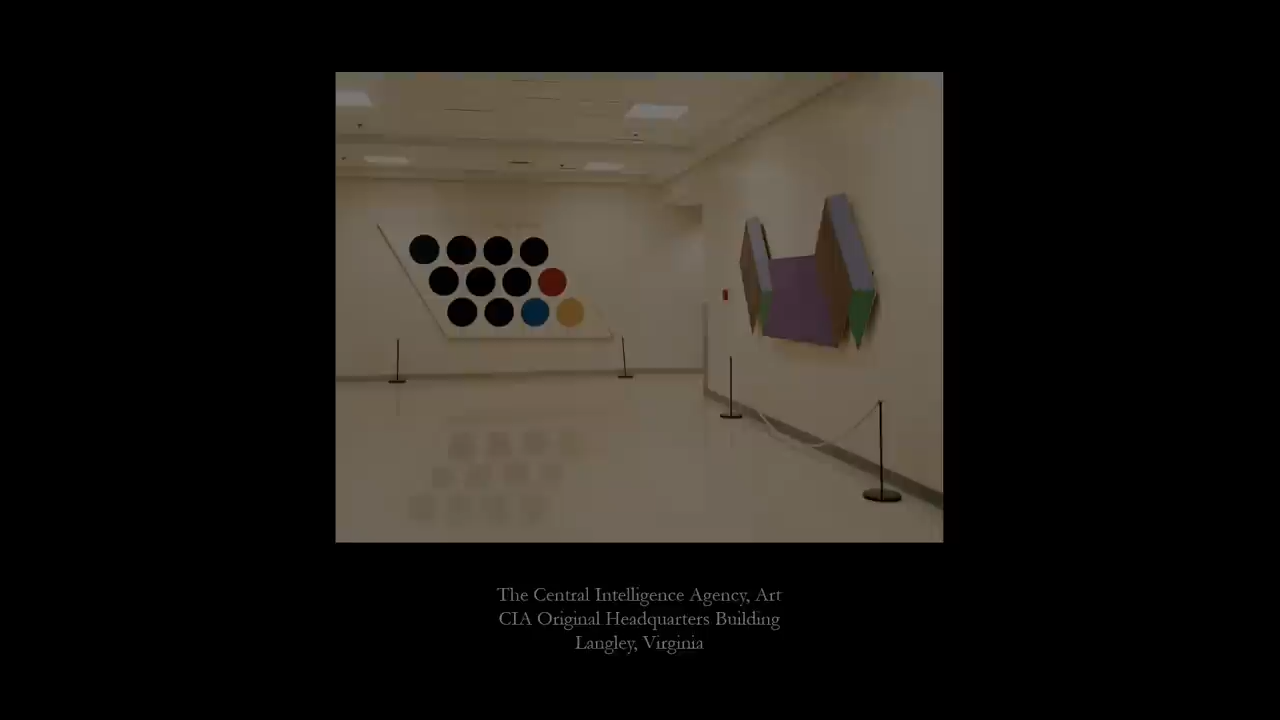 The Central Intelligence Agency, Art
CIA Original Headquarters Building
Langley, Virginia